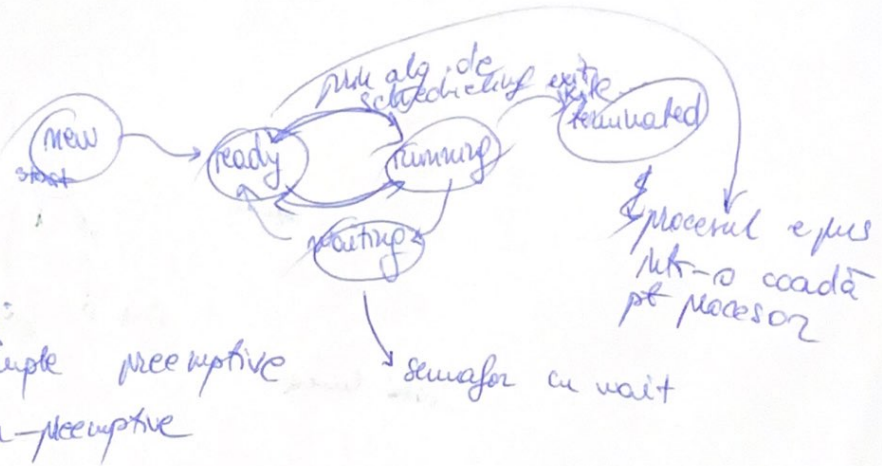 prin alg. de
scheduling
exit
new
ready
running
terminated
start
waiting
procesul e pus
într-o coadă
pt procesor
preemptive
semafor cu wait
-preemptive